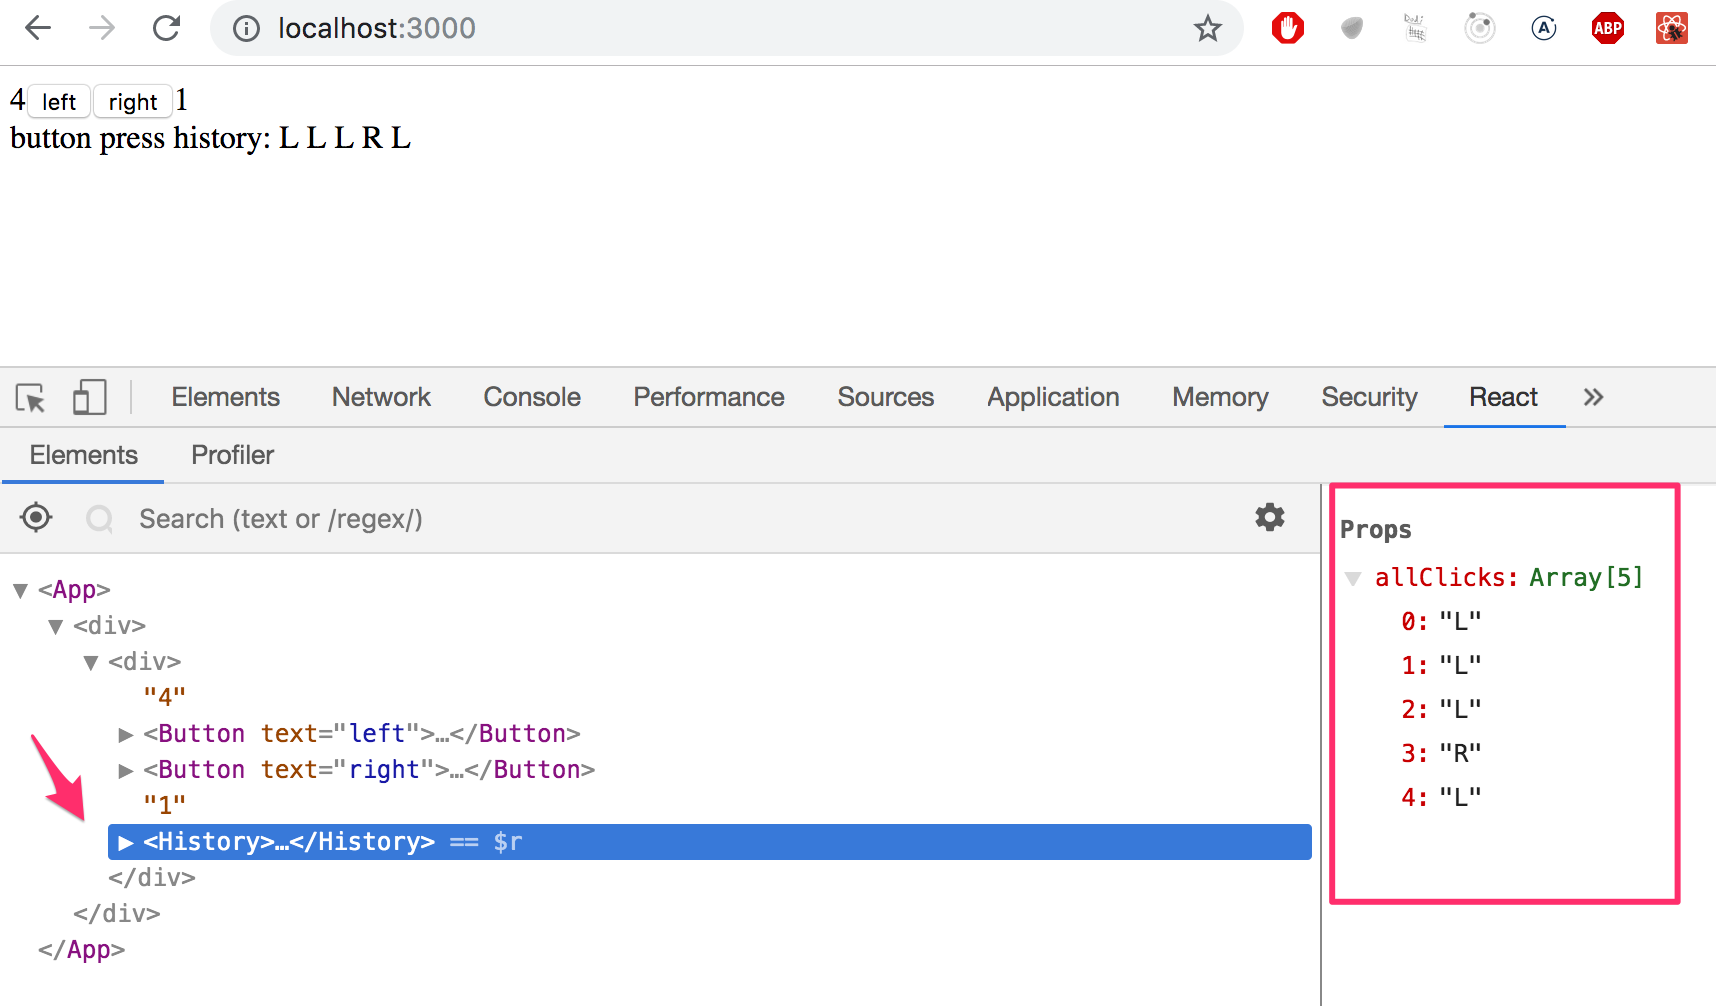 localhost:3000
ABP
4 left right 1
button press history: L L L R L
Elements Network Console Performance Sources Application Memory Security React »
Elements Profiler
Search (text or /regex/)
▼ <App>
▼ <div>
▼ <div>
"4"
▶ <Button text="left">…</Button>
▶ <Button text="right">…</Button>
"1"
▶ <History>…</History> == $r
</div>
</div>
</App>
Props
▼ allClicks: Array[5]
0: "L"
1: "L"
2: "L"
3: "R"
4: "L"